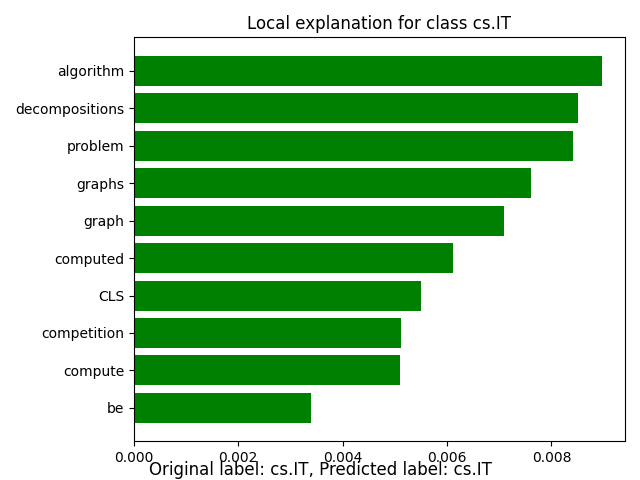 Local explanation for class cs.IT
algorithm
decompositions
problem
graphs
graph
computed
CLS
competition
compute
be
0.000 0.002 0.004 0.006 0.008
Original label: cs.IT, Predicted label: cs.IT